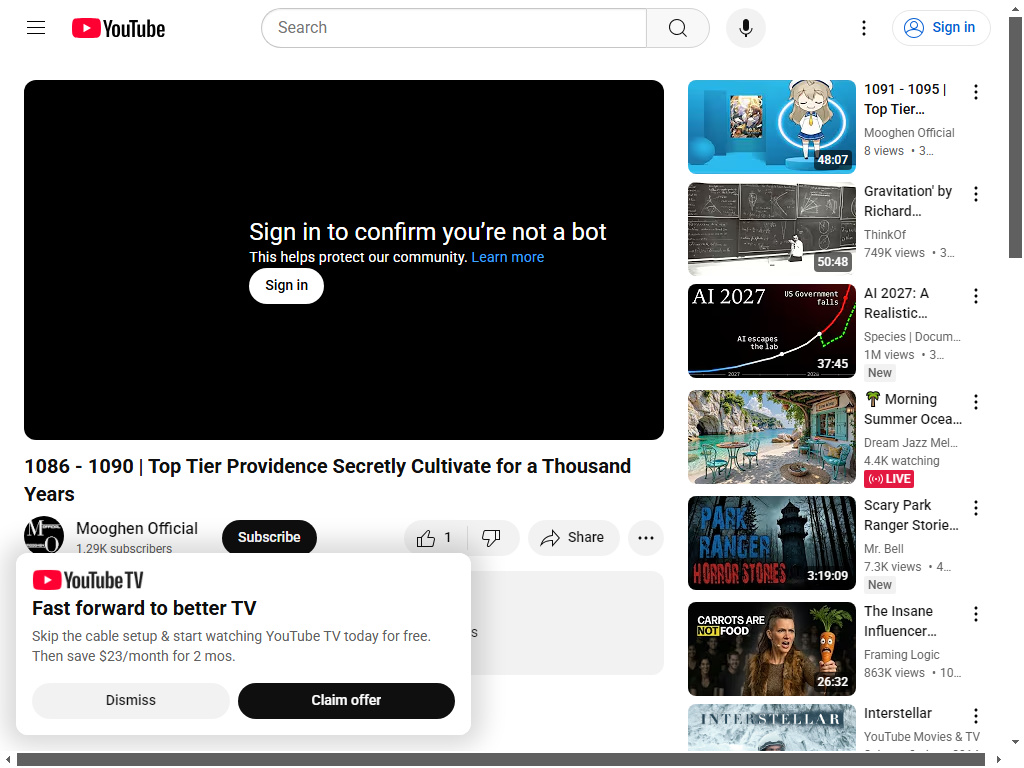 YouTube
Search
Sign in
Sign in to confirm you’re not a bot
This helps protect our community. Learn more
Sign in
1086 - 1090 | Top Tier Providence Secretly Cultivate for a Thousand
Years
Mooghen Official
1.29K subscribers
Subscribe
1
Share
YouTube TV
Fast forward to better TV
Skip the cable setup & start watching YouTube TV today for free.
Then save $23/month for 2 mos.
Dismiss
Claim offer
s
48:07
1091 - 1095 |
Top Tier…
Mooghen Official
8 views • 3…
50:48
Gravitation' by
Richard…
ThinkOf
749K views • 3…
AI 2027
US Government
falls
AI escapes
the lab
2027
37:45
AI 2027: A
Realistic…
Species | Docum…
1M views • 3…
New
🌴 Morning
Summer Ocea…
Dream Jazz Mel…
4.4K watching
LIVE
PARK
RANGER
HORROR STORIES
3:19:09
Scary Park
Ranger Storie…
Mr. Bell
7.3K views • 4…
New
CARROTS ARE
NOT FOOD
26:32
The Insane
Influencer…
Framing Logic
863K views • 10…
INTERSTELLAR
Interstellar
YouTube Movies & TV